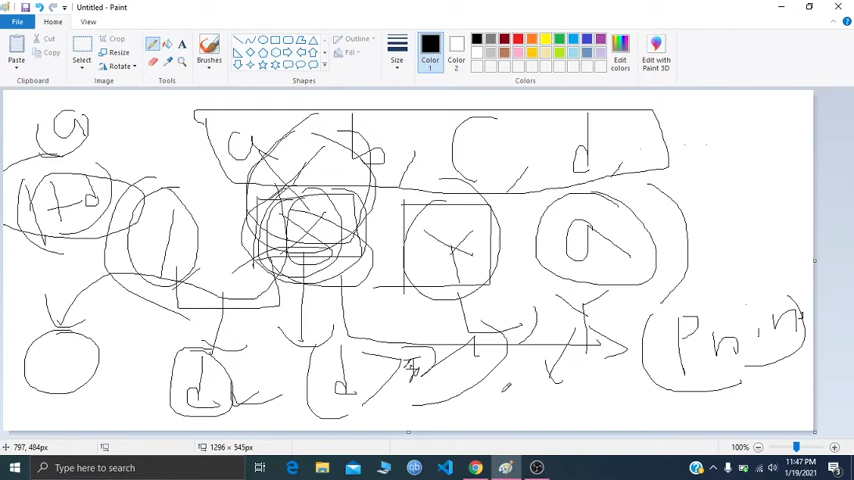 Untitled - Paint
File Home View
Paste Cut Copy Select Crop Resize Rotate Brushes Size Outline Fill Color 1 Color 2 Edit colors Edit with Paint 3D
Clipboard Image Tools Shapes Colors
a b c d
x
d
P
Pn, n,
797, 484px 1296 × 545px 100%
Type here to search
11:47 PM
1/19/2021
3